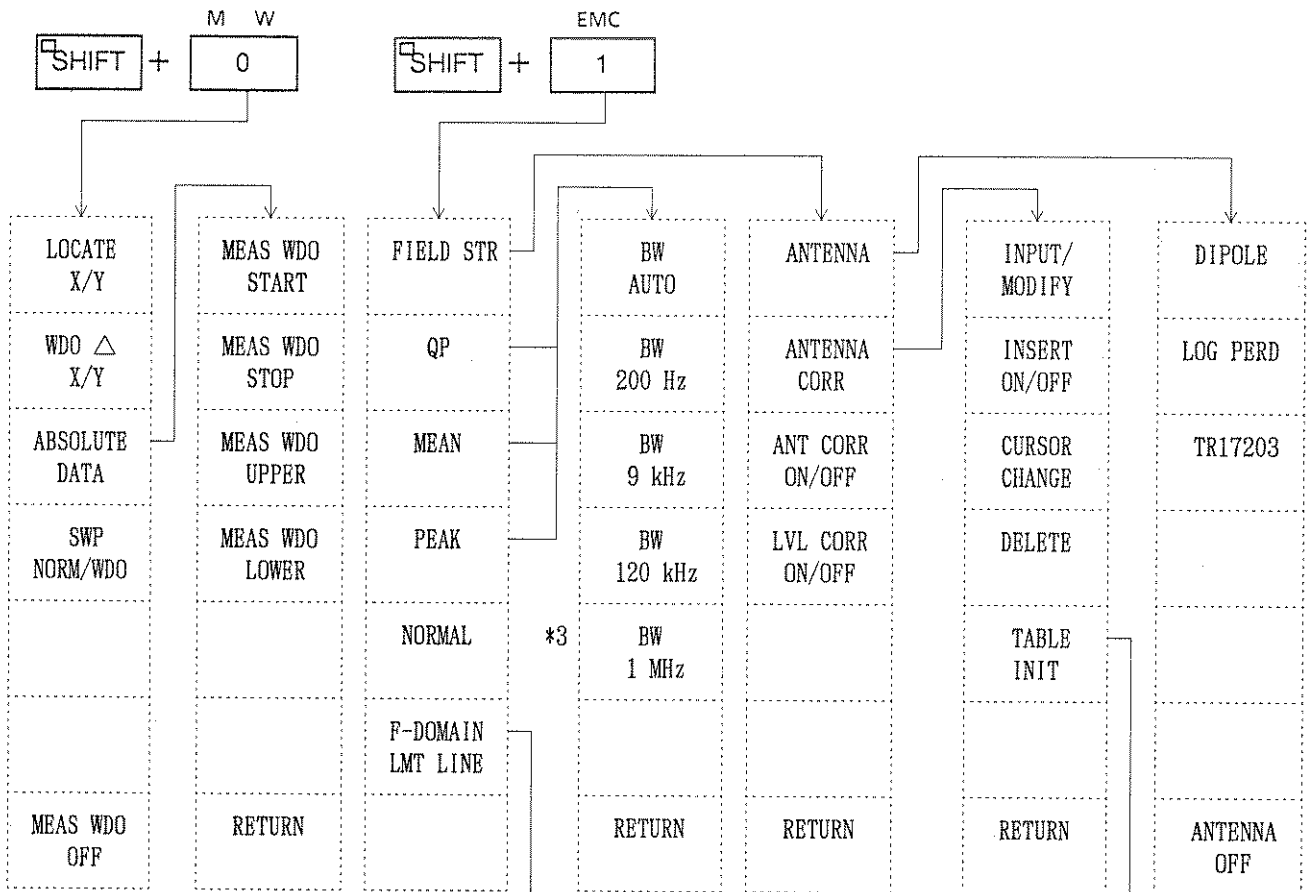 M W
SHIFT + 0
EMC
SHIFT + 1
LOCATE
X/Y
WDO △
X/Y
ABSOLUTE
DATA
SWP
NORM/WDO
MEAS WDO
OFF
MEAS WDO
START
MEAS WDO
STOP
MEAS WDO
UPPER
MEAS WDO
LOWER
RETURN
FIELD STR
QP
MEAN
PEAK
NORMAL
F-DOMAIN
LMT LINE
*3
BW
AUTO
BW
200 Hz
BW
9 kHz
BW
120 kHz
BW
1 MHz
RETURN
ANTENNA
ANTENNA
CORR
ANT CORR
ON/OFF
LVL CORR
ON/OFF
RETURN
INPUT/
MODIFY
INSERT
ON/OFF
CURSOR
CHANGE
DELETE
TABLE
INIT
RETURN
DIPOLE
LOG PERD
TR17203
ANTENNA
OFF